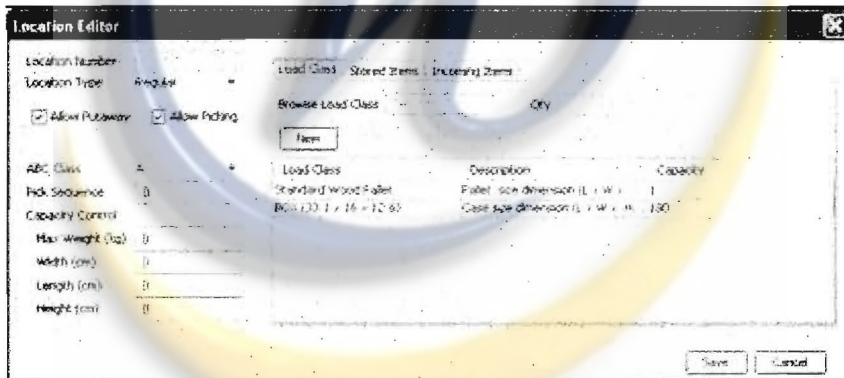 Location Editor
Location Number
Location Type Regular
Allow Putaway Allow Picking
ABC Class A
Pick Sequence 0
Capacity Control
Max Weight (kg) 0
Width (cm) 0
Length (cm) 0
Height (cm) 0
Load Class Stored Items Incoming Items
Browse Load Class Qty
New
Load Class Description Capacity
Standard Wood Pallet Pallet size dimension (L x W x 1
Case size dimension (L x W x H 180
Save Cancel